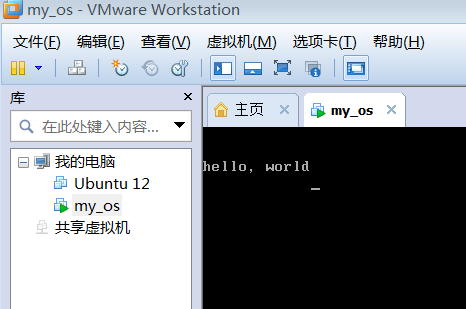 my_os - VMware Workstation
文件(F) 编辑(E) 查看(V) 虚拟机(M) 选项卡(T) 帮助(H)
库
在此处键入内容...
我的电脑
Ubuntu 12
my_os
共享虚拟机
主页
my_os
hello, world